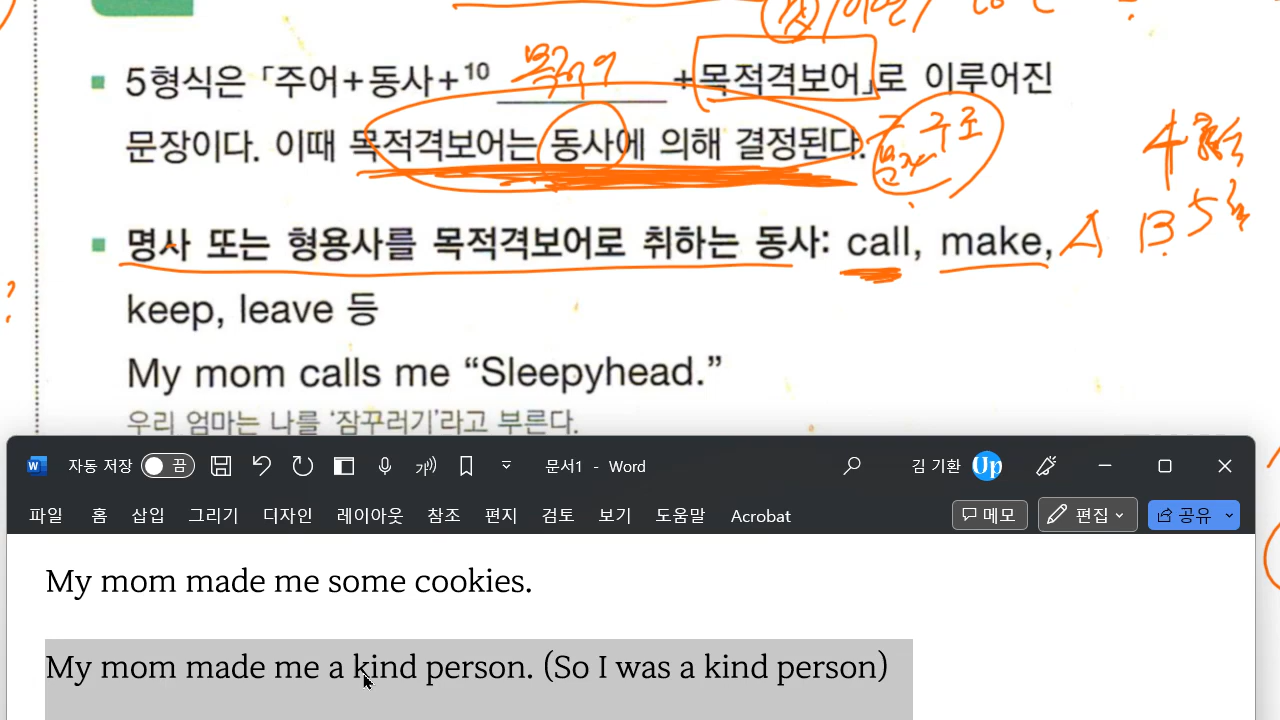 5형식은 「주어+동사+10 목적어 +목적격보어」로 이루어진
문장이다. 이때 목적격보어는 동사에 의해 결정된다. 구조
4형식
명사 또는 형용사를 목적격보어로 취하는 동사: call, make, A B 5형
keep, leave 등
My mom calls me “Sleepyhead.”
우리 엄마는 나를 ‘잠꾸러기’라고 부른다.
자동 저장 끔 문서1 - Word 김 기환 Up
파일 홈 삽입 그리기 디자인 레이아웃 참조 편지 검토 보기 도움말 Acrobat 메모 편집 공유
My mom made me some cookies.
My mom made me a kind person. (So I was a kind person)